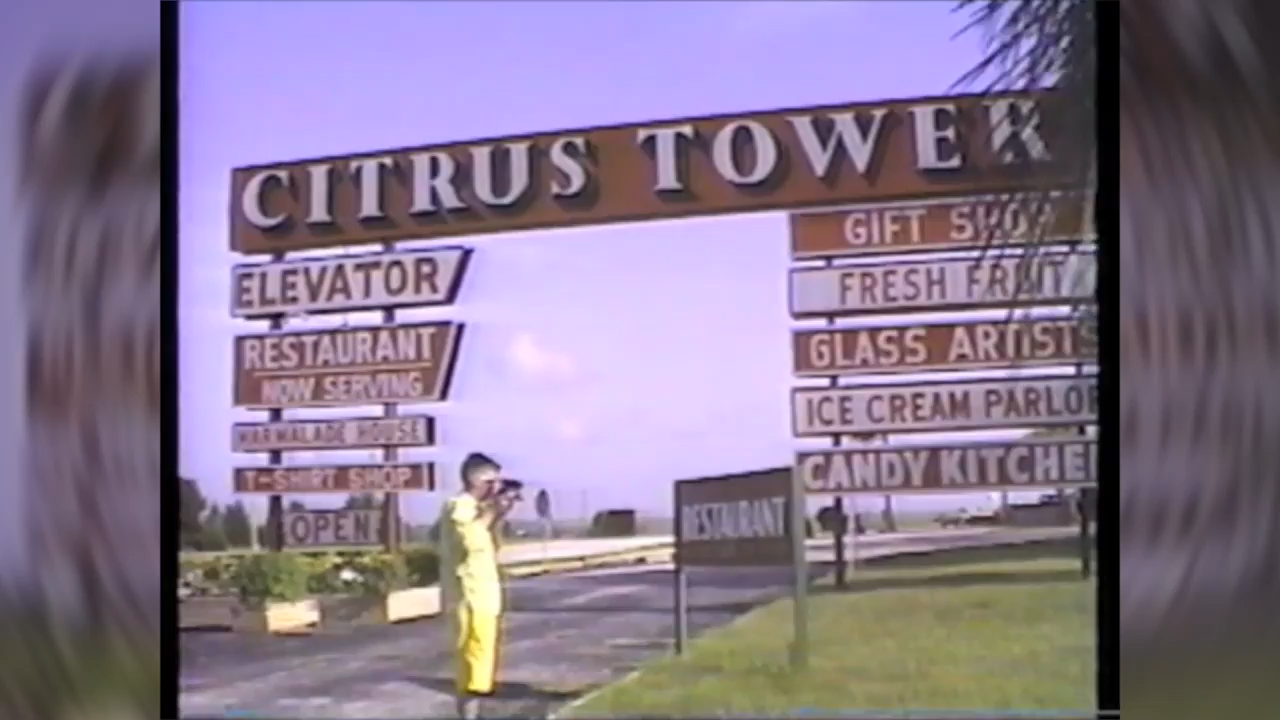 CITRUS TOWER
ELEVATOR
RESTAURANT
NOW SERVING
MARMALADE HOUSE
T-SHIRT SHOP
OPEN
GIFT SHOP
FRESH FRUIT
GLASS ARTISTS
ICE CREAM PARLOR
CANDY KITCHEN
RESTAURANT